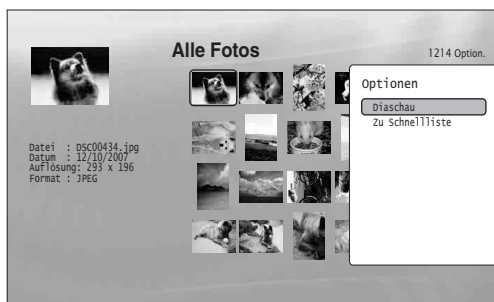 Alle Fotos
1214 Option.
Optionen
Diaschau
Zu Schnellliste
Datei : DSC00434.jpg
Datum : 12/10/2007
Auflösung: 293 x 196
Format : JPEG